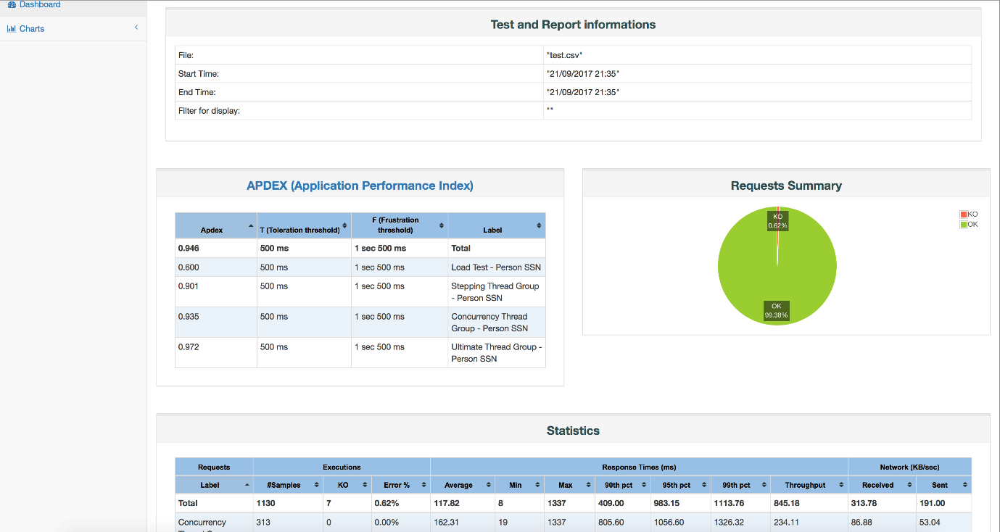 Dashboard
Charts
Test and Report informations
File: "test.csv"
Start Time: "21/09/2017 21:35"
End Time: "21/09/2017 21:35"
Filter for display: ""
APDEX (Application Performance Index)
Apdex T (Toleration threshold) F (Frustration threshold) Label
0.946 500 ms 1 sec 500 ms Total
0.600 500 ms 1 sec 500 ms Load Test - Person SSN
0.901 500 ms 1 sec 500 ms Stepping Thread Group
- Person SSN
0.935 500 ms 1 sec 500 ms Concurrency Thread
Group - Person SSN
0.972 500 ms 1 sec 500 ms Ultimate Thread Group -
Person SSN
Requests Summary
KO
0.62%
OK
99.38%
KO
OK
Statistics
Requests Executions Response Times (ms) Network (KB/sec)
Label #Samples KO Error % Average Min Max 90th pct 95th pct 99th pct Throughput Received Sent
Total 1130 7 0.62% 117.82 8 1337 409.00 983.15 1113.76 845.18 313.78 191.00
Concurrency 313 0 0.00% 162.31 19 1337 805.60 1056.60 1326.32 234.11 86.88 53.04